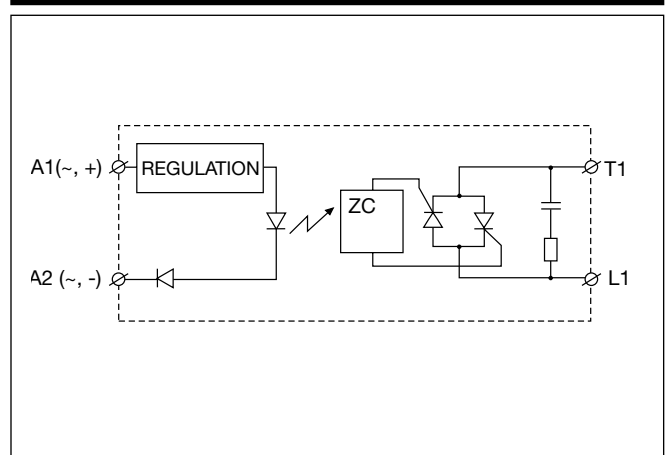 A1(~, +)
REGULATION
T1
ZC
A2 (~, -)
L1